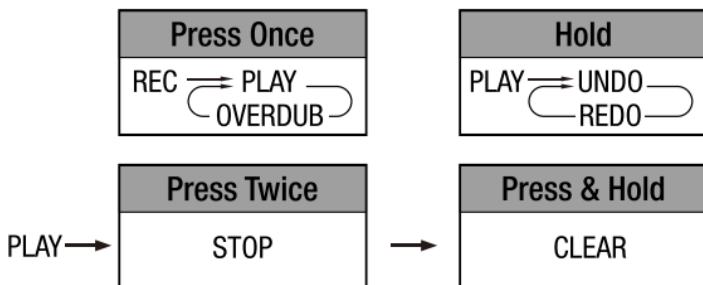 Press Once
Hold
REC PLAY
OVERDUB
PLAY UNDO
REDO
Press Twice
Press & Hold
PLAY STOP CLEAR